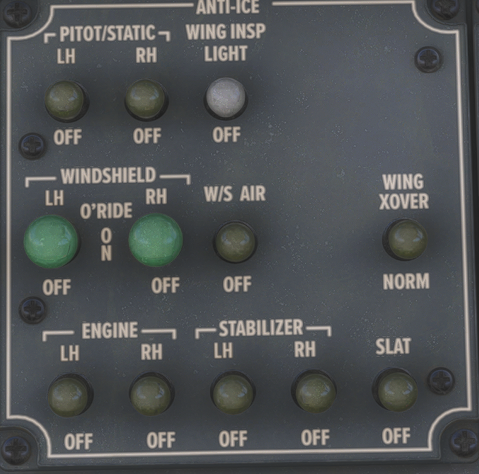 ANTI-ICE
PITOT/STATIC WING INSP
LH RH LIGHT
OFF OFF OFF
WINDSHIELD
LH RH W/S AIR WING
O'RIDE XOVER
ON
OFF OFF OFF NORM
ENGINE STABILIZER
LH RH LH RH SLAT
OFF OFF OFF OFF OFF